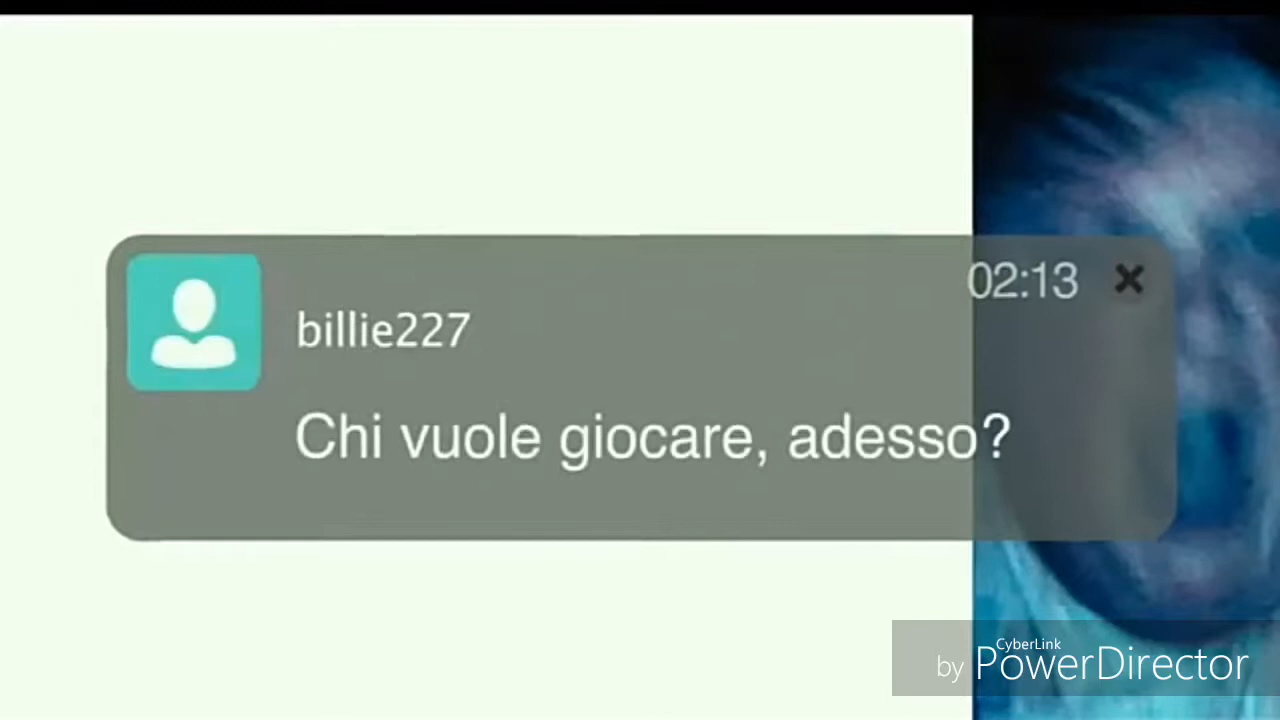 02:13
billie227
Chi vuole giocare, adesso?
CyberLink
by PowerDirector